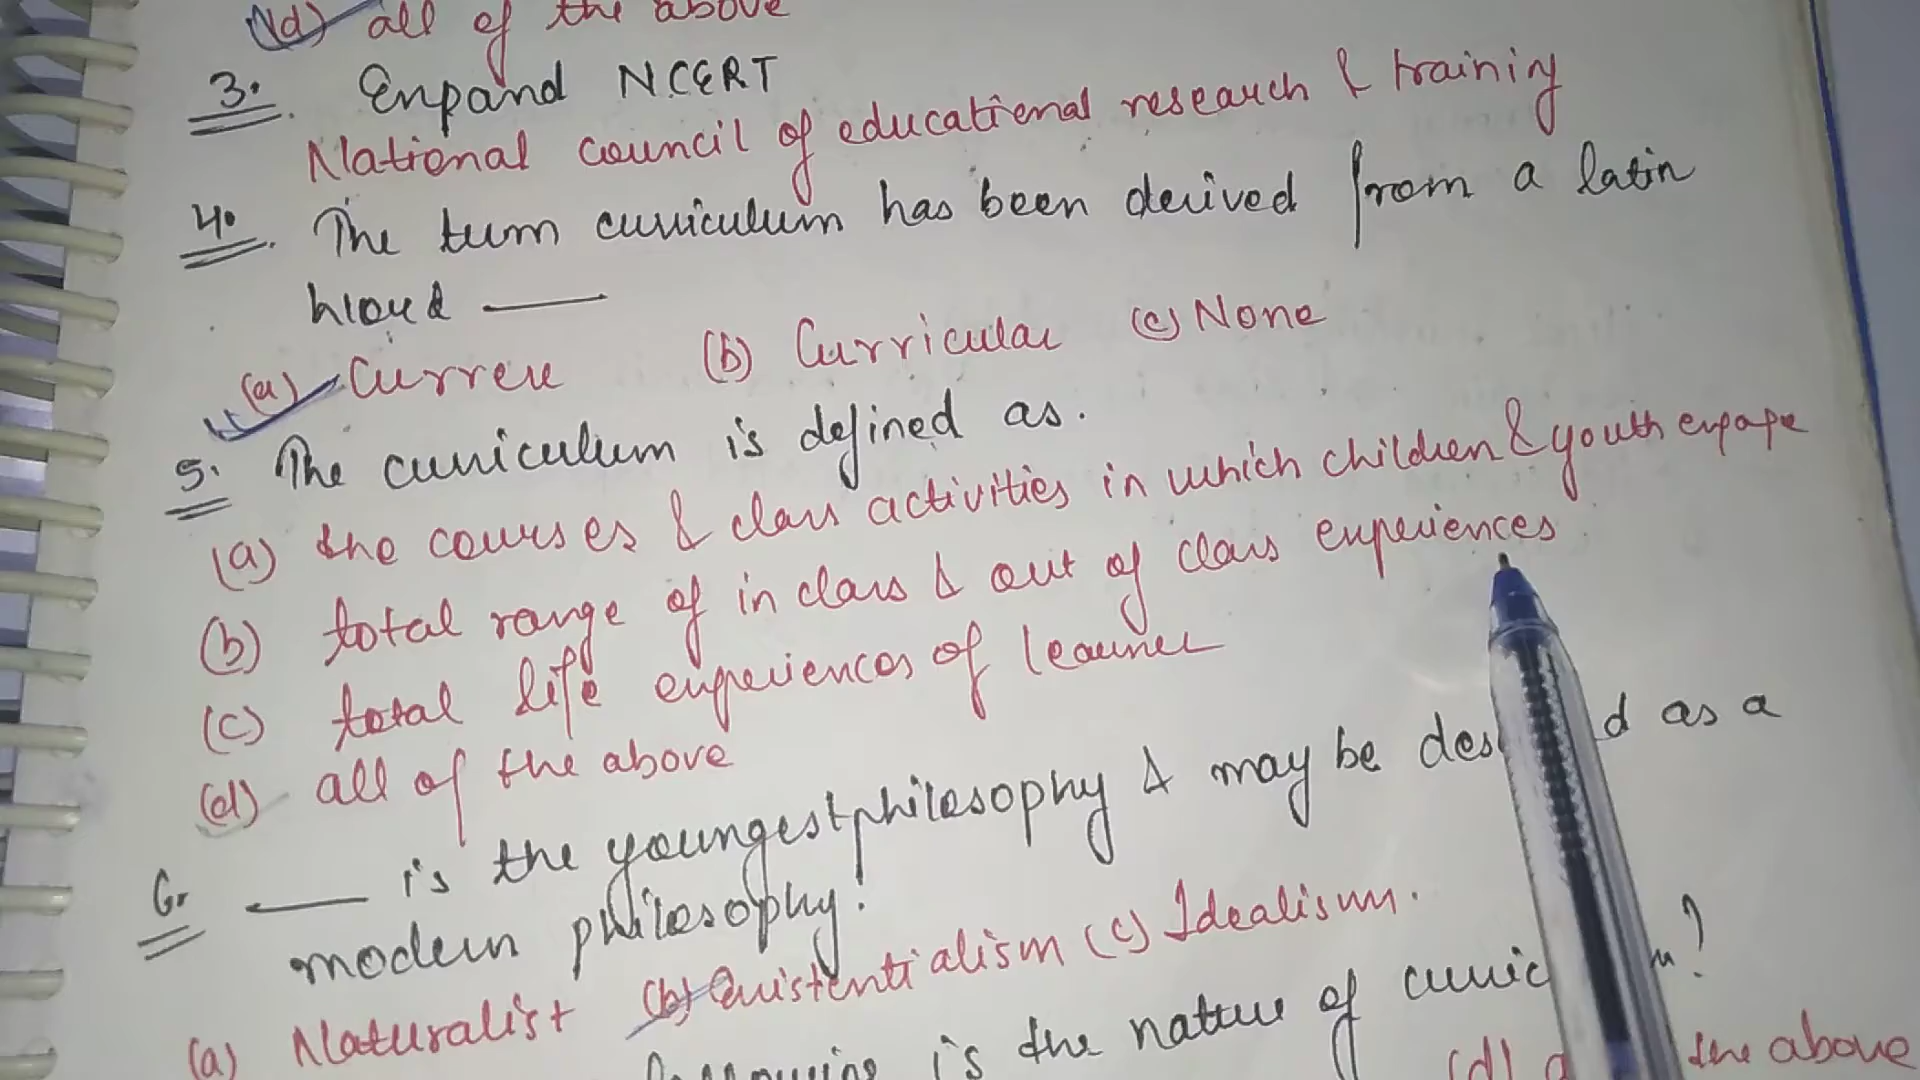 (d) all of the above
3. Expand NCERT
National council of educational research & training
4. The term curriculum has been derived from a latin
word ___
(a) Currere (b) Curricular (c) None
5. The curriculum is defined as.
(a) the courses & class activities in which children & youth engage
(b) total range of in class & out of class experiences
(c) total life experiences of learner
(d) all of the above
6. ___ is the youngest philosophy & may be as a
modern philosophy.
(a) Naturalist (b) Existentialism (c) Idealism.
following is the nature of ?
(d) the above